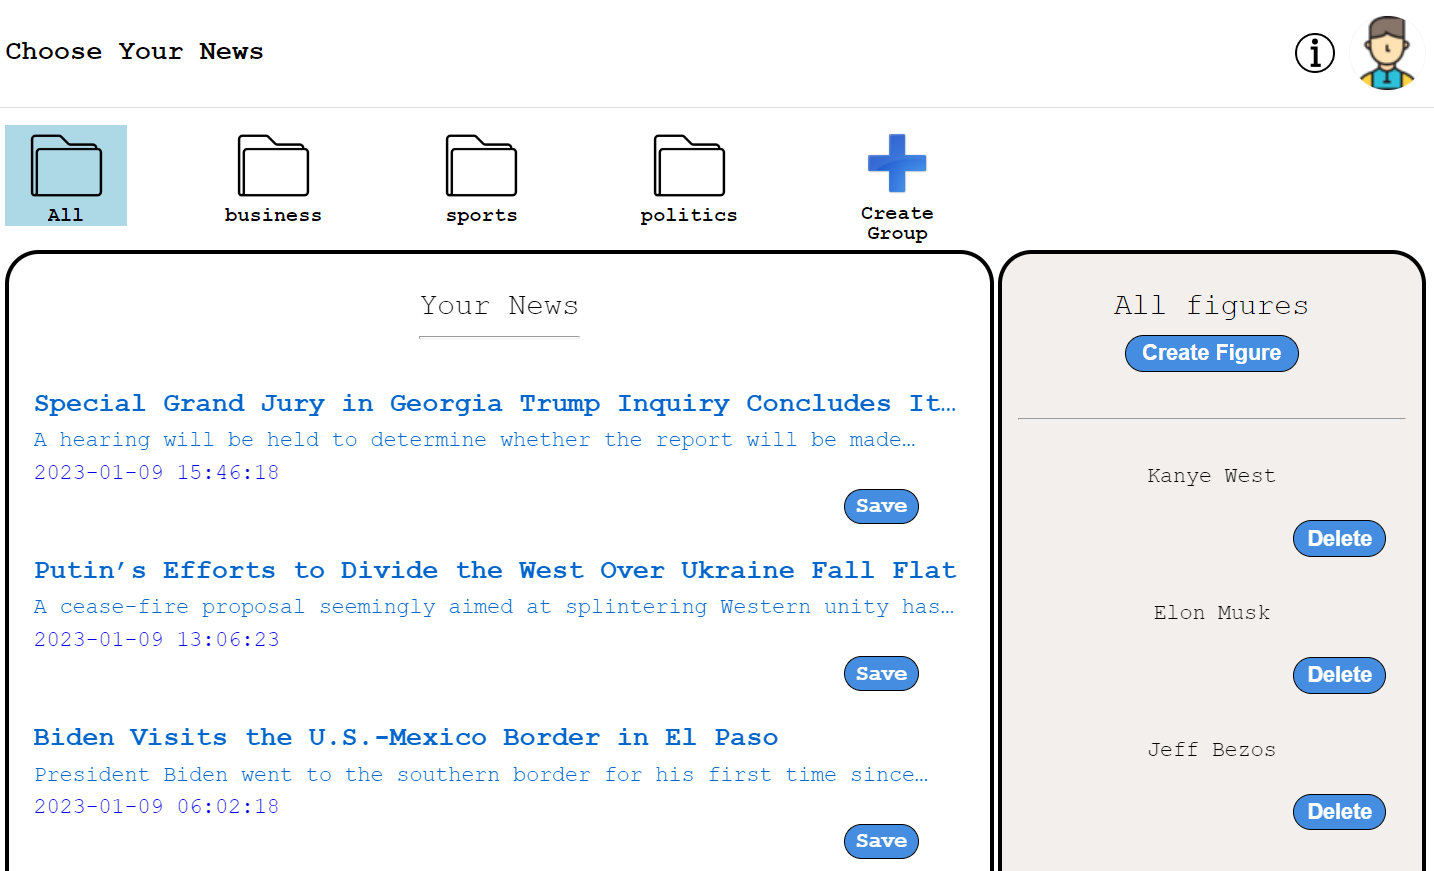 Choose Your News
All
business
sports
politics
Create
Group
Your News
Special Grand Jury in Georgia Trump Inquiry Concludes It…
A hearing will be held to determine whether the report will be made…
2023-01-09 15:46:18
Save
Putin’s Efforts to Divide the West Over Ukraine Fall Flat
A cease-fire proposal seemingly aimed at splintering Western unity has…
2023-01-09 13:06:23
Save
Biden Visits the U.S.-Mexico Border in El Paso
President Biden went to the southern border for his first time since…
2023-01-09 06:02:18
Save
All figures
Create Figure
Kanye West
Delete
Elon Musk
Delete
Jeff Bezos
Delete